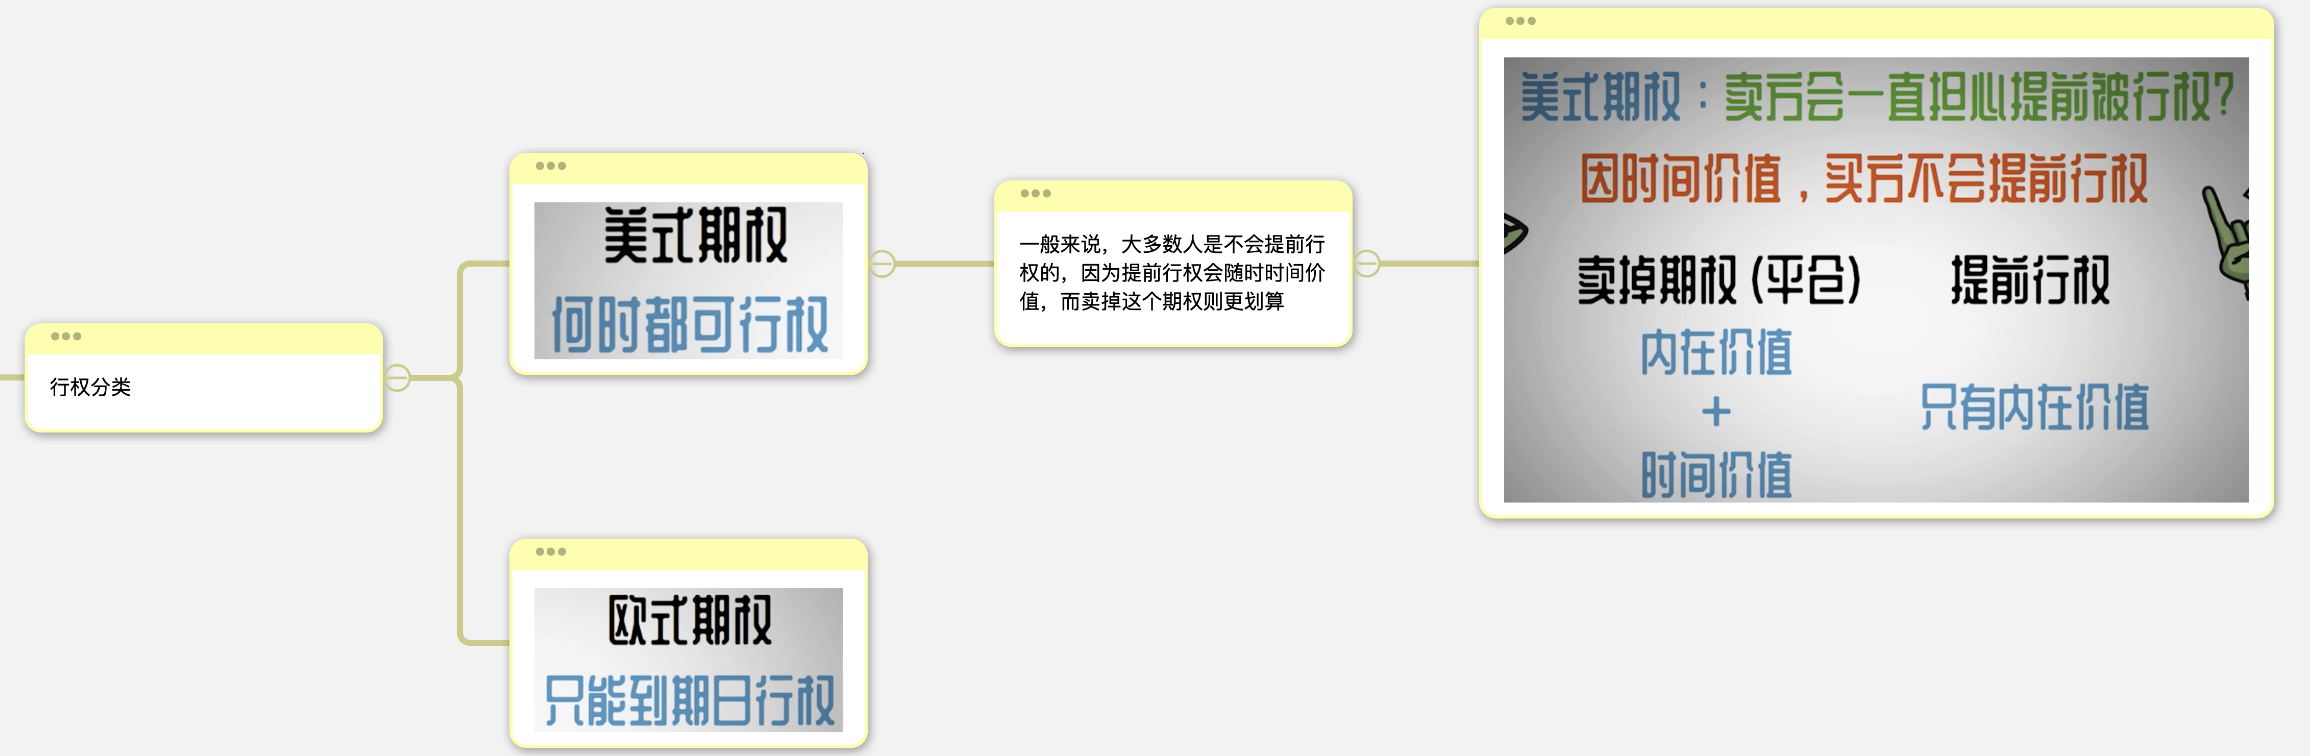 行权分类
美式期权
何时都可行权
欧式期权
只能到期日行权
一般来说，大多数人是不会提前行
权的，因为提前行权会随时时间价
值，而卖掉这个期权则更划算
美式期权：卖方会一直担心提前被行权？
因时间价值，买方不会提前行权
卖掉期权（平仓） 提前行权
内在价值
+
时间价值
只有内在价值